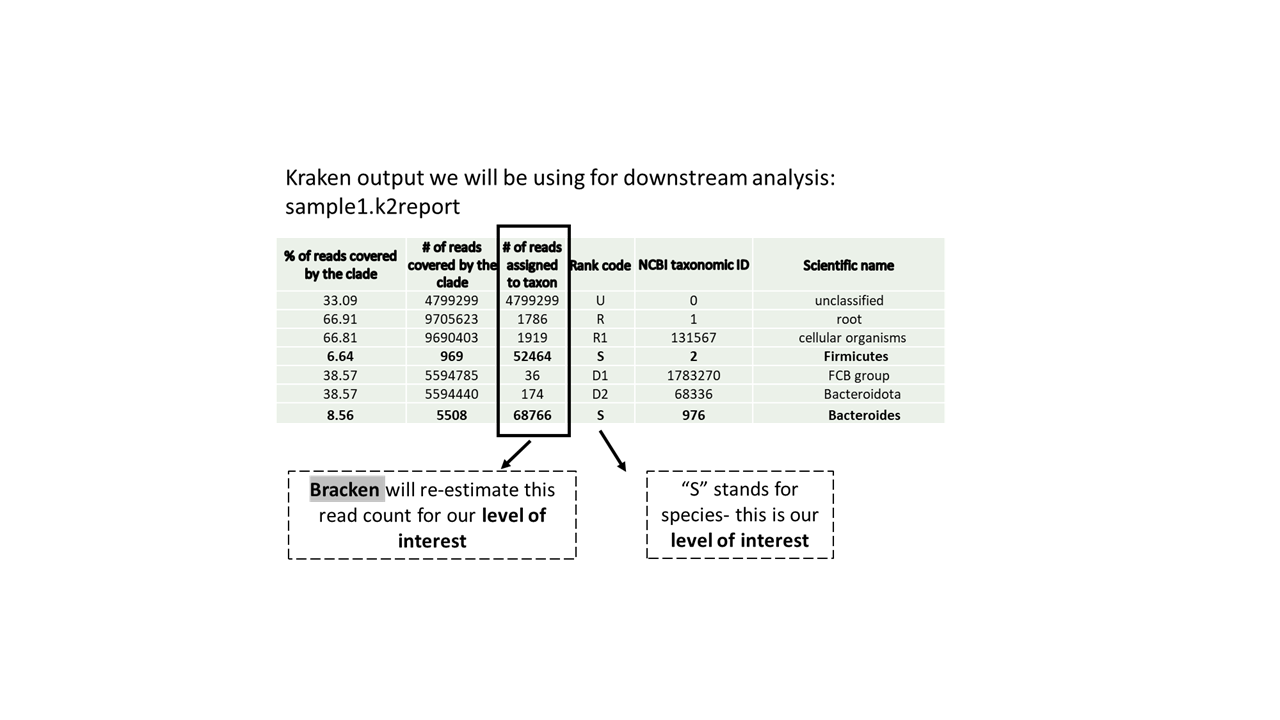 Kraken output we will be using for downstream analysis:
sample1.k2report
% of reads covered by the clade # of reads covered by the clade # of reads assigned to taxon Rank code NCBI taxonomic ID Scientific name
33.09 4799299 4799299 U 0 unclassified
66.91 9705623 1786 R 1 root
66.81 9690403 1919 R1 131567 cellular organisms
6.64 969 52464 S 2 Firmicutes
38.57 5594785 36 D1 1783270 FCB group
38.57 5594440 174 D2 68336 Bacteroidota
8.56 5508 68766 S 976 Bacteroides
Bracken will re-estimate this
read count for our level of
interest
“S” stands for
species- this is our
level of interest